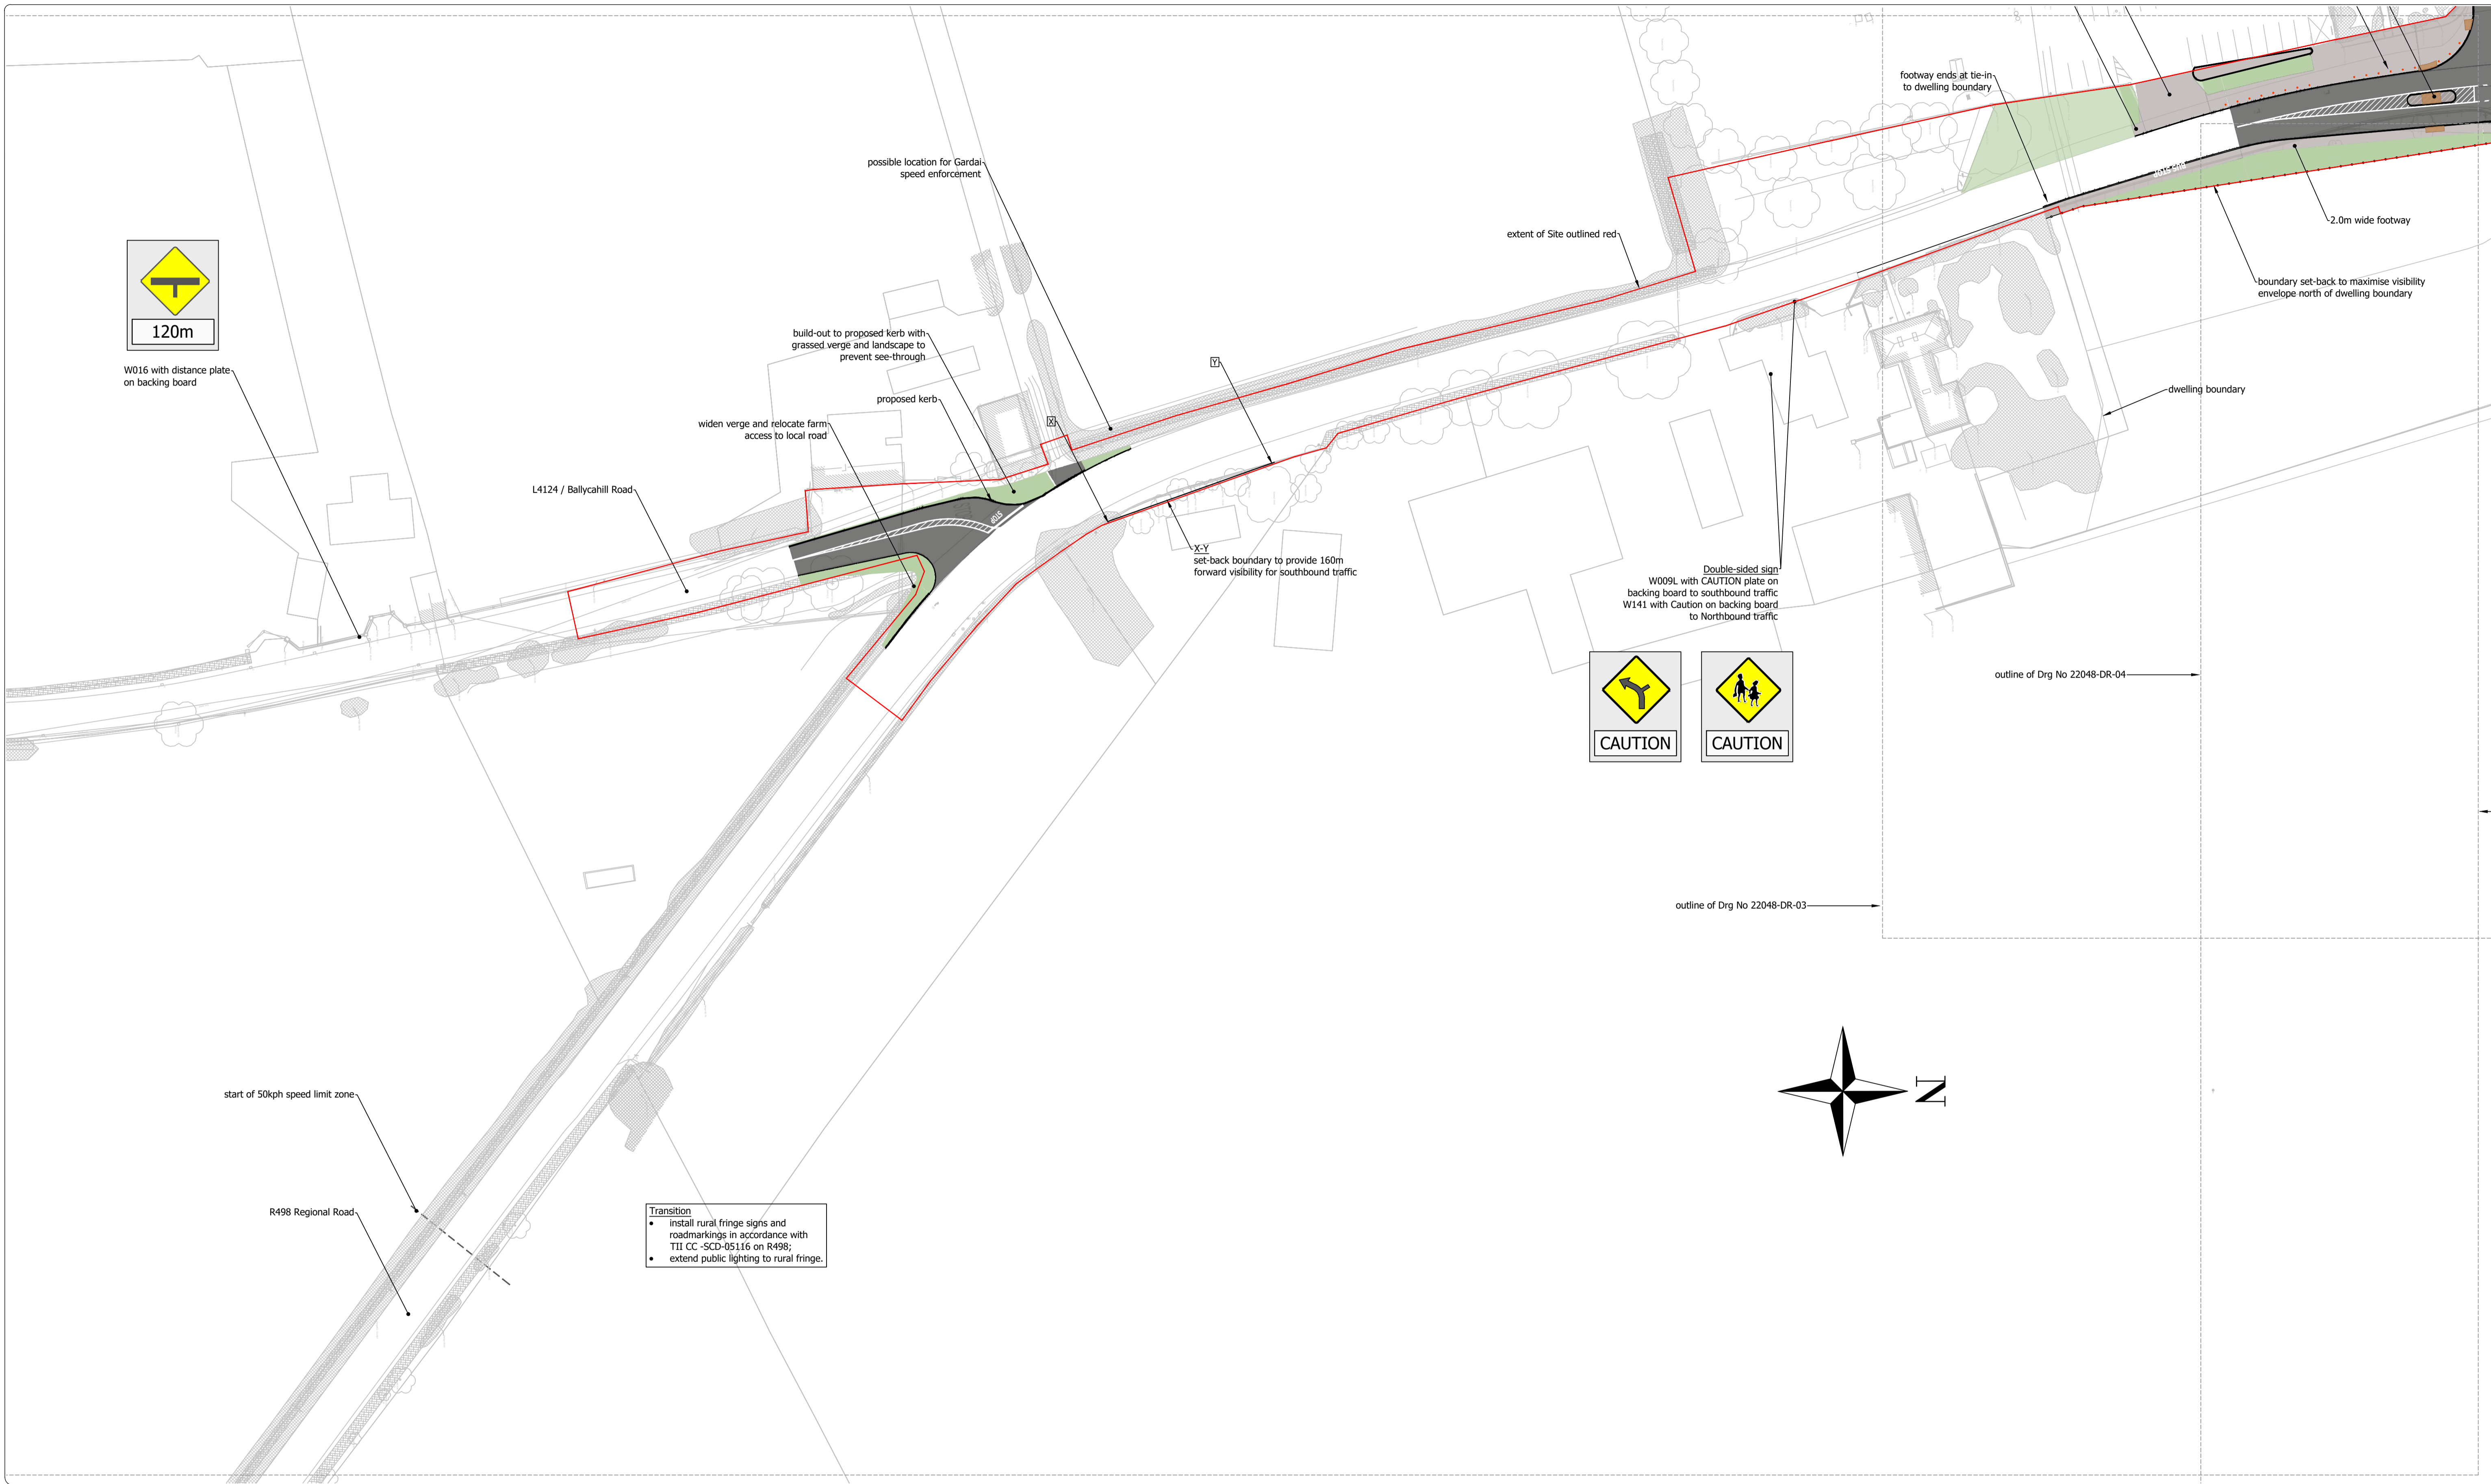 footway ends at tie-in
to dwelling boundary
possible location for Gardai
speed enforcement
BUS STOP
2.0m wide footway
extent of Site outlined red
boundary set-back to maximise visibility
envelope north of dwelling boundary
120m
W016 with distance plate
on backing board
build-out to proposed kerb with
grassed verge and landscape to
prevent see-through
Y
proposed kerb
dwelling boundary
X
widen verge and relocate farm
access to local road
L4124 / Ballycahill Road
STOP
X-Y
set-back boundary to provide 160m
forward visibility for southbound traffic
Double-sided sign
W009L with CAUTION plate on
backing board to southbound traffic
W141 with Caution on backing board
to Northbound traffic
outline of Drg No 22048-DR-04
CAUTION
CAUTION
outline of Drg No 22048-DR-03
N
start of 50kph speed limit zone
R498 Regional Road
Transition
• install rural fringe signs and
roadmarkings in accordance with
TII CC -SCD-05116 on R498;
• extend public lighting to rural fringe.